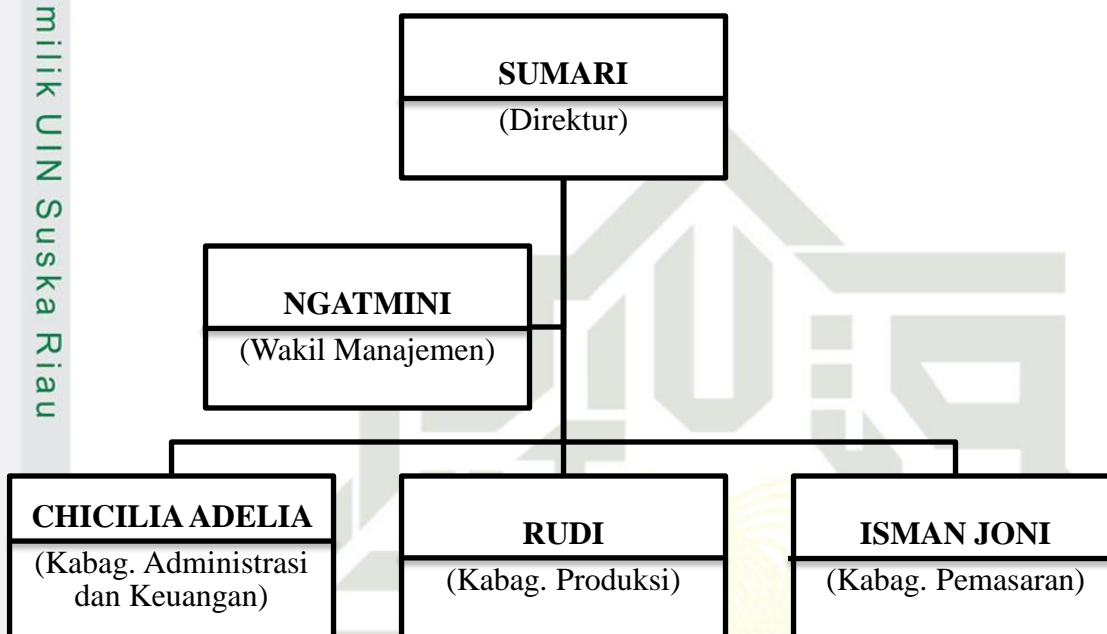 milik UIN Suska Riau
SUMARI
(Direktur)
NGATMINI
(Wakil Manajemen)
CHICILIA ADELIA
(Kabag. Administrasi
dan Keuangan)
RUDI
(Kabag. Produksi)
ISMAN JONI
(Kabag. Pemasaran)